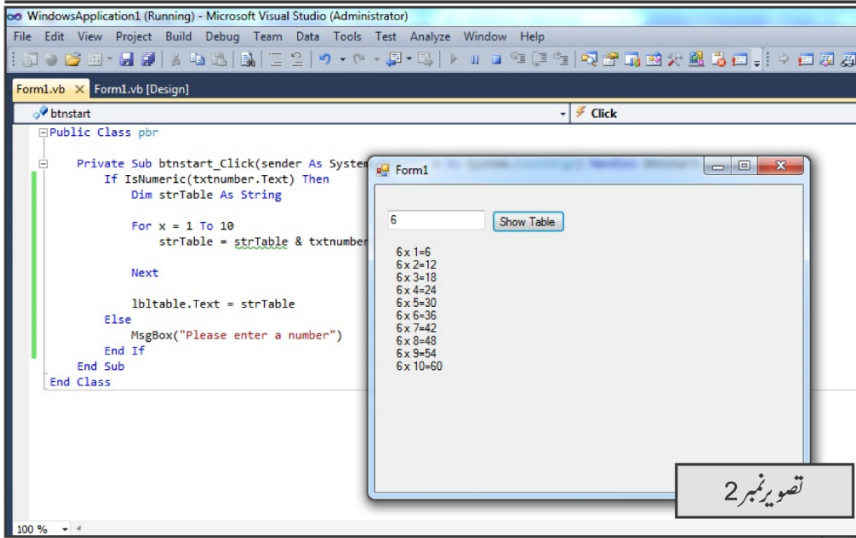 WindowsApplication1 (Running) - Microsoft Visual Studio (Administrator)
File Edit View Project Build Debug Team Data Tools Test Analyze Window Help
Form1.vb Form1.vb [Design]
btnstart Click
Public Class pbr
Private Sub btnstart_Click(sender As System
If IsNumeric(txtnumber.Text) Then
Dim strTable As String
For x = 1 To 10
strTable = strTable & txtnumber
Next
lbltable.Text = strTable
Else
MsgBox("Please enter a number")
End If
End Sub
End Class
100 %
Form1
6 Show Table
6 x 1=6
6 x 2=12
6 x 3=18
6 x 4=24
6 x 5=30
6 x 6=36
6 x 7=42
6 x 8=48
6 x 9=54
6 x 10=60
تصویر نمبر 2